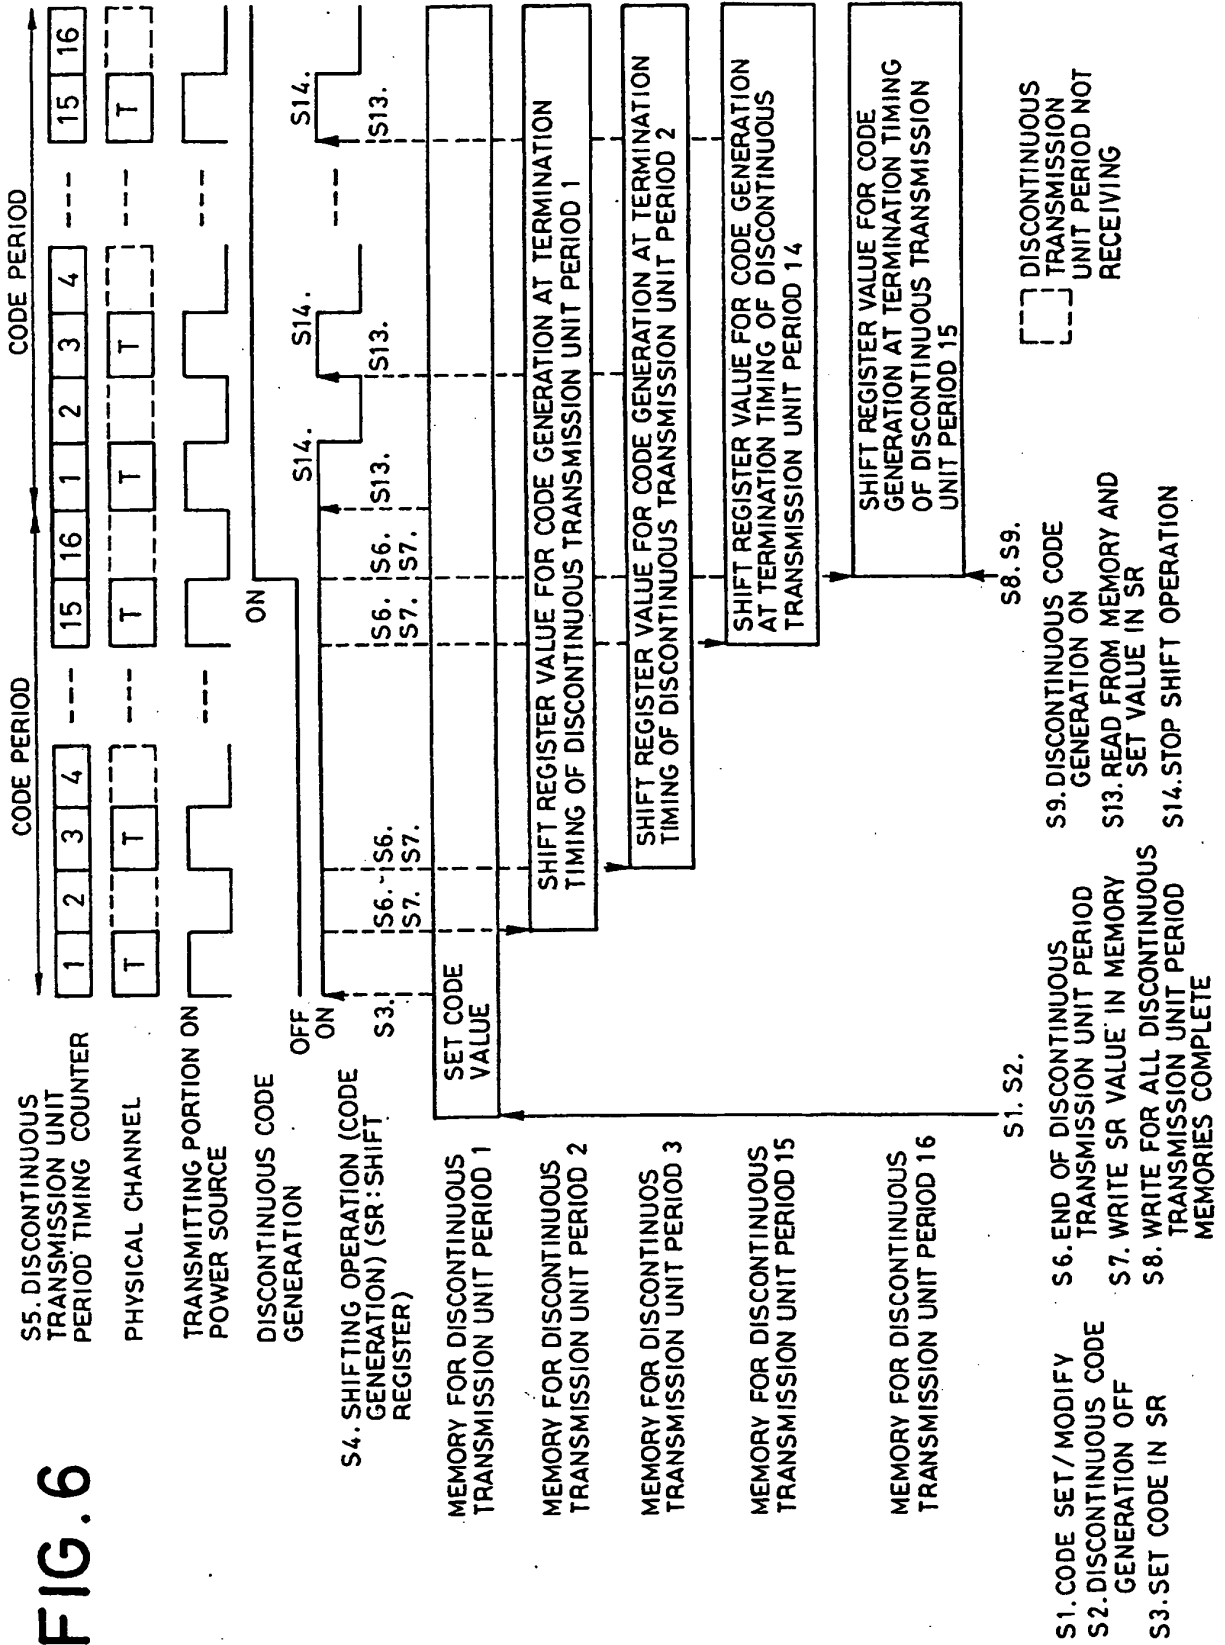 FIG. 6
CODE PERIOD
CODE PERIOD
S5. DISCONTINUOUS
TRANSMISSION UNIT
PERIOD TIMING COUNTER
1 2 3 4 --- 15 16 1 2 3 4 --- 15 16
PHYSICAL CHANNEL
T T --- T T T --- T
TRANSMITTING PORTION ON
POWER SOURCE
--- ---
DISCONTINUOUS CODE
GENERATION
OFF
ON
S4. SHIFTING OPERATION (CODE
GENERATION) (SR:SHIFT
REGISTER)
ON
S14. S14. --- S14.
S3. S6. S6. S6. S6. S13. S13. S13.
S7. S7. S7. S7.
MEMORY FOR DISCONTINUOUS
TRANSMISSION UNIT PERIOD 1
SET CODE
VALUE
MEMORY FOR DISCONTINUOUS
TRANSMISSION UNIT PERIOD 2
SHIFT REGISTER VALUE FOR CODE GENERATION AT TERMINATION
TIMING OF DISCONTINUOUS TRANSMISSION UNIT PERIOD 1
MEMORY FOR DISCONTINUOS
TRANSMISSION UNIT PERIOD 3
SHIFT REGISTER VALUE FOR CODE GENERATION AT TERMINATION
TIMING OF DISCONTINUOUS TRANSMISSION UNIT PERIOD 2
MEMORY FOR DISCONTINUOUS
TRANSMISSION UNIT PERIOD 15
SHIFT REGISTER VALUE FOR CODE GENERATION
AT TERMINATION TIMING OF DISCONTINUOUS
TRANSMISSION UNIT PERIOD 14
MEMORY FOR DISCONTINUOUS
TRANSMISSION UNIT PERIOD 16
SHIFT REGISTER VALUE FOR CODE
GENERATION AT TERMINATION TIMING
OF DISCONTINUOUS TRANSMISSION
UNIT PERIOD 15
S1. S2.
S8. S9.
S1. CODE SET/MODIFY
S2. DISCONTINUOUS CODE
GENERATION OFF
S3. SET CODE IN SR
S6. END OF DISCONTINUOUS
TRANSMISSION UNIT PERIOD
S7. WRITE SR VALUE IN MEMORY
S8. WRITE FOR ALL DISCONTINUOUS
TRANSMISSION UNIT PERIOD
MEMORIES COMPLETE
S9. DISCONTINUOUS CODE
GENERATION ON
S13. READ FROM MEMORY AND
SET VALUE IN SR
S14. STOP SHIFT OPERATION
DISCONTINUOUS
TRANSMISSION
UNIT PERIOD NOT
RECEIVING